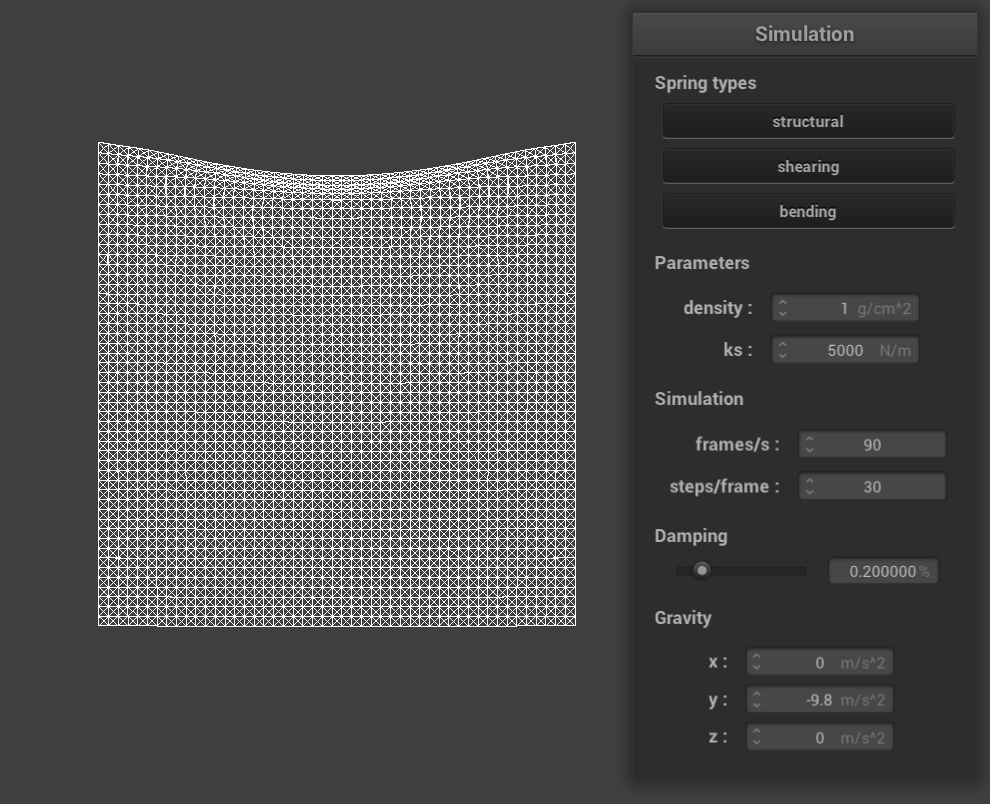 Simulation
Spring types
structural
shearing
bending
Parameters
density : 1 g/cm^2
ks : 5000 N/m
Simulation
frames/s : 90
steps/frame : 30
Damping
0.200000 %
Gravity
x : 0 m/s^2
y : -9.8 m/s^2
z : 0 m/s^2